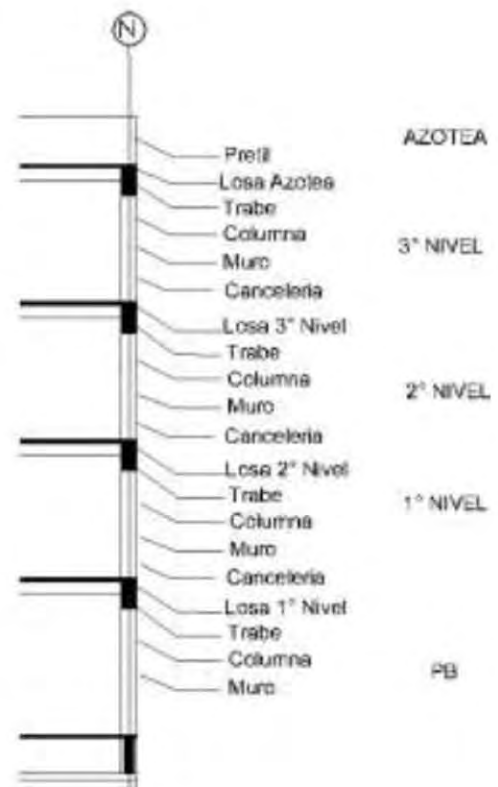 N
AZOTEA
Pretil
Losa Azotea
Trabe
Columna
3° NIVEL
Muro
Canceleria
Losa 3° Nivel
Trabe
Columna
2° NIVEL
Muro
Canceleria
Losa 2° Nivel
Trabe
1° NIVEL
Columna
Muro
Canceleria
Losa 1° Nivel
Trabe
Columna
PB
Muro